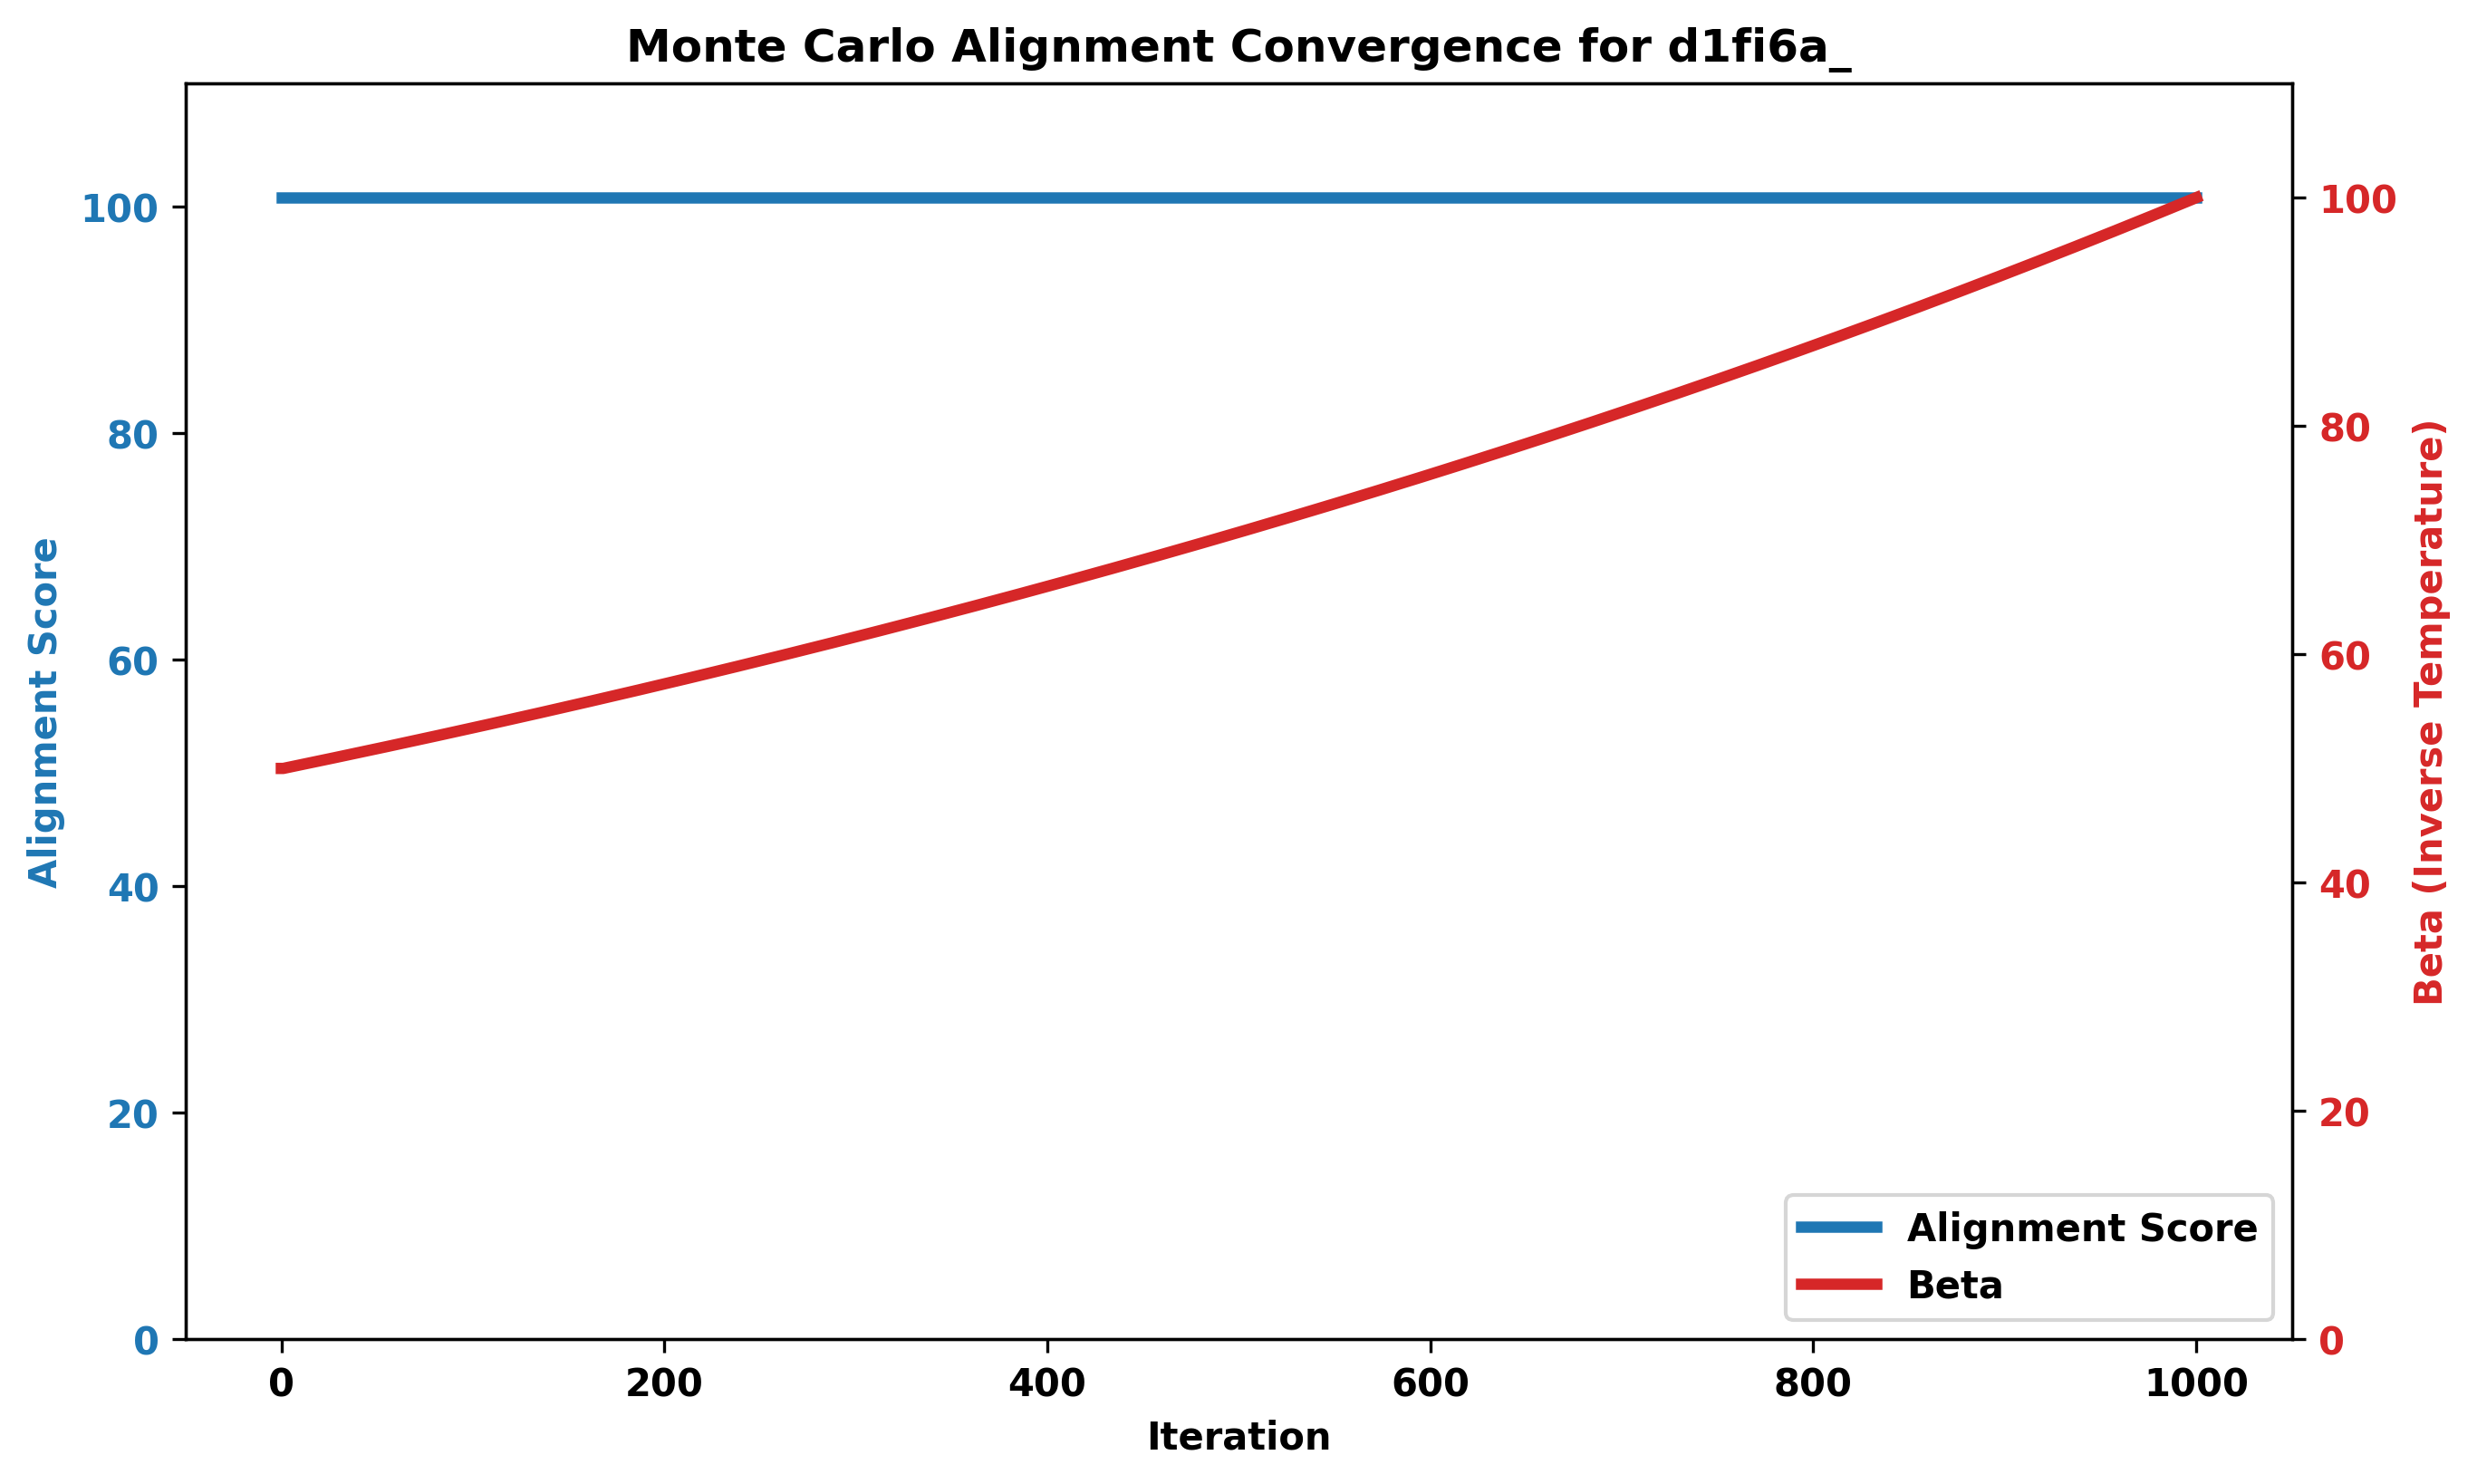 Monte Carlo Alignment Convergence for d1fi6a_
Alignment Score
100
80
60
40
20
0
0 200 400 600 800 1000
Iteration
100
80
60
40
20
0
Beta (Inverse Temperature)
Alignment Score
Beta